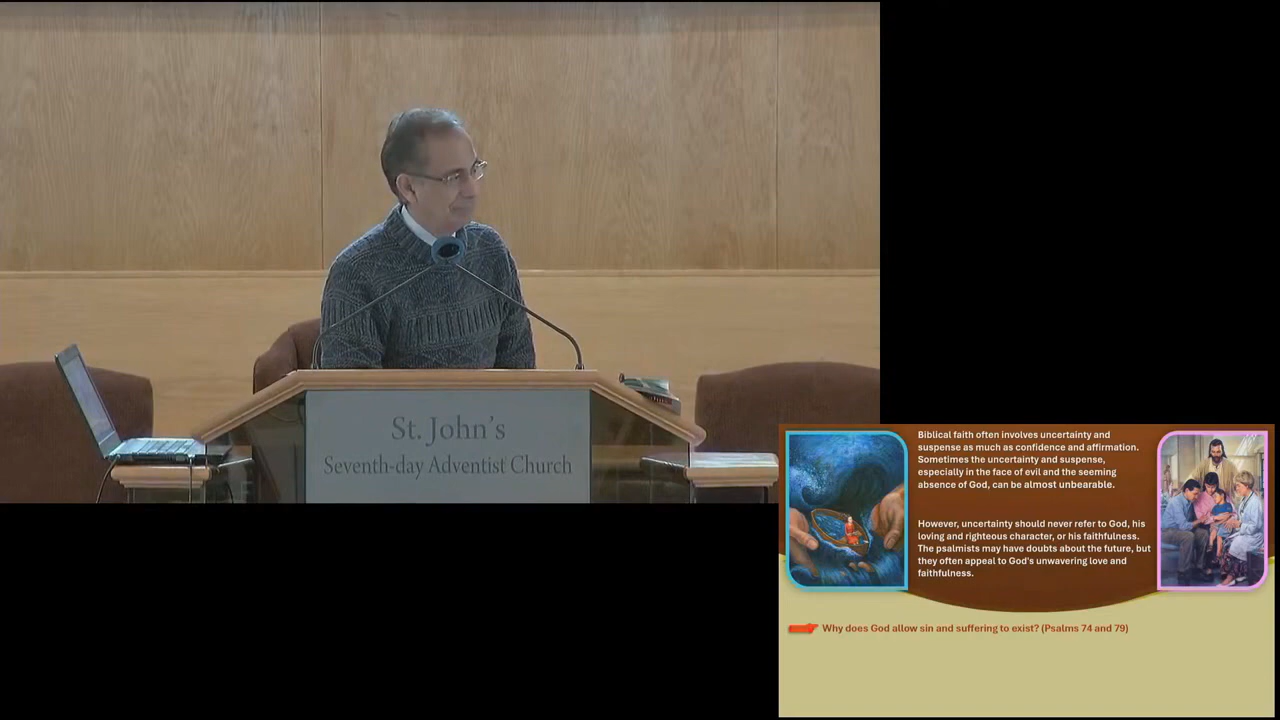 St. John's
Seventh-day Adventist Church
Biblical faith often involves uncertainty and
suspense as much as confidence and affirmation.
Sometimes the uncertainty and suspense,
especially in the face of evil and the seeming
absence of God, can be almost unbearable.
However, uncertainty should never refer to God, his
loving and righteous character, or his faithfulness.
The psalmists may have doubts about the future, but
they often appeal to God's unwavering love and
faithfulness.
Why does God allow sin and suffering to exist? (Psalms 74 and 79)